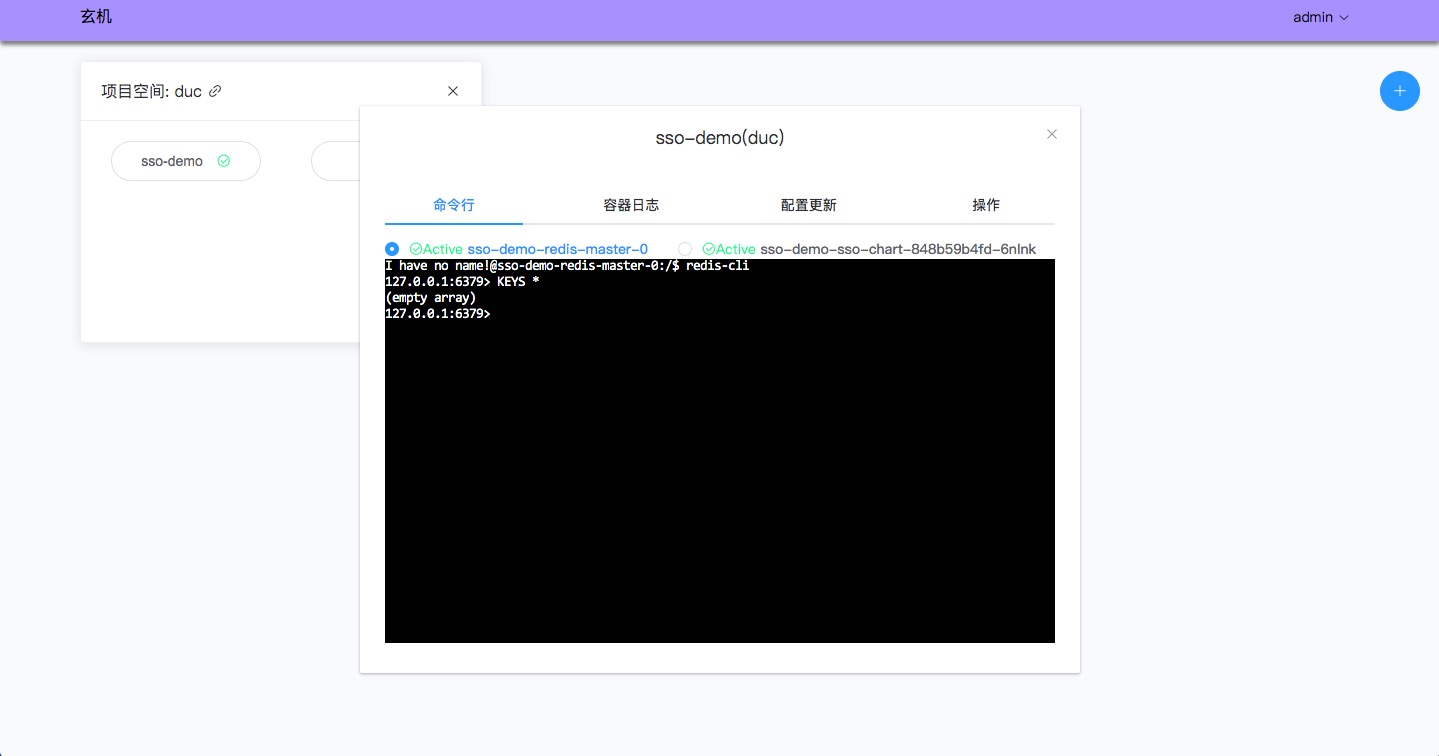 玄机
admin
项目空间: duc
sso-demo
sso-demo(duc)
命令行 容器日志 配置更新 操作
Active sso-demo-redis-master-0 Active sso-demo-sso-chart-848b59b4fd-6nlnk
I have no name!@sso-demo-redis-master-0:/$ redis-cli
127.0.0.1:6379> KEYS *
(empty array)
127.0.0.1:6379>